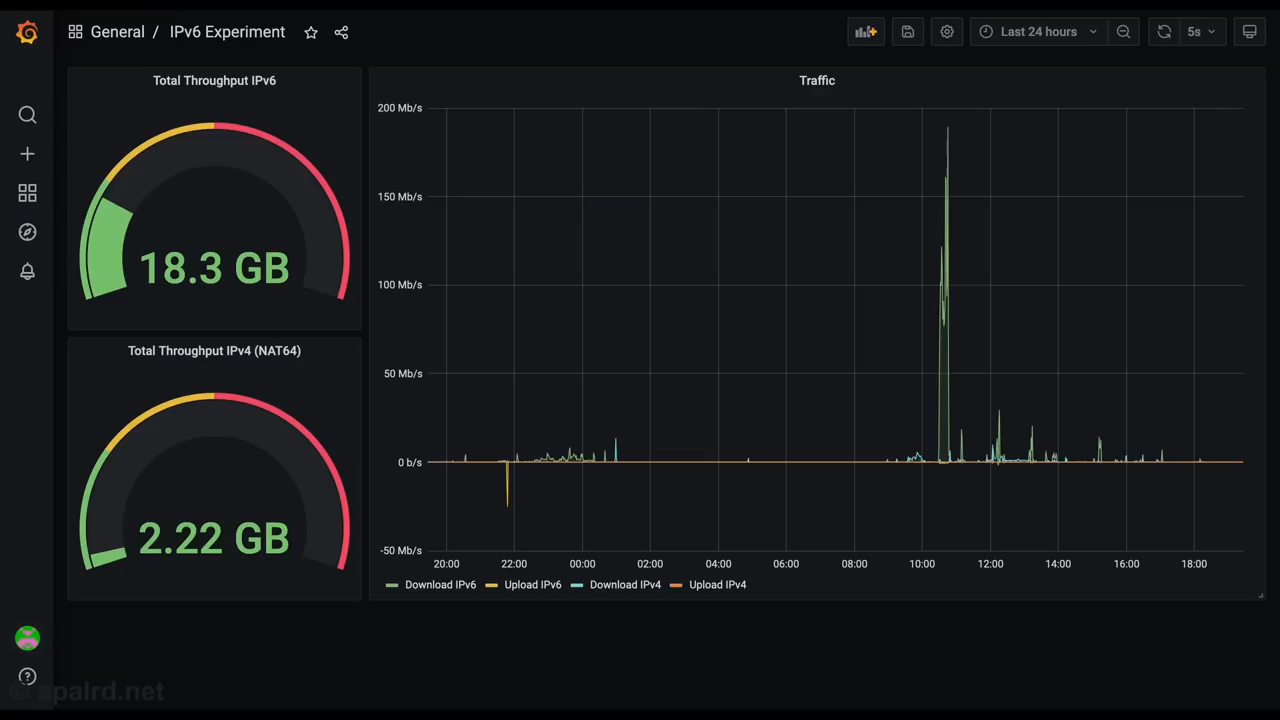 General / IPv6 Experiment
Last 24 hours
5s
Total Throughput IPv6
18.3 GB
Total Throughput IPv4 (NAT64)
2.22 GB
Traffic
200 Mb/s
150 Mb/s
100 Mb/s
50 Mb/s
0 b/s
-50 Mb/s
20:00 22:00 00:00 02:00 04:00 06:00 08:00 10:00 12:00 14:00 16:00 18:00
Download IPv6 Upload IPv6 Download IPv4 Upload IPv4
© apalrd.net